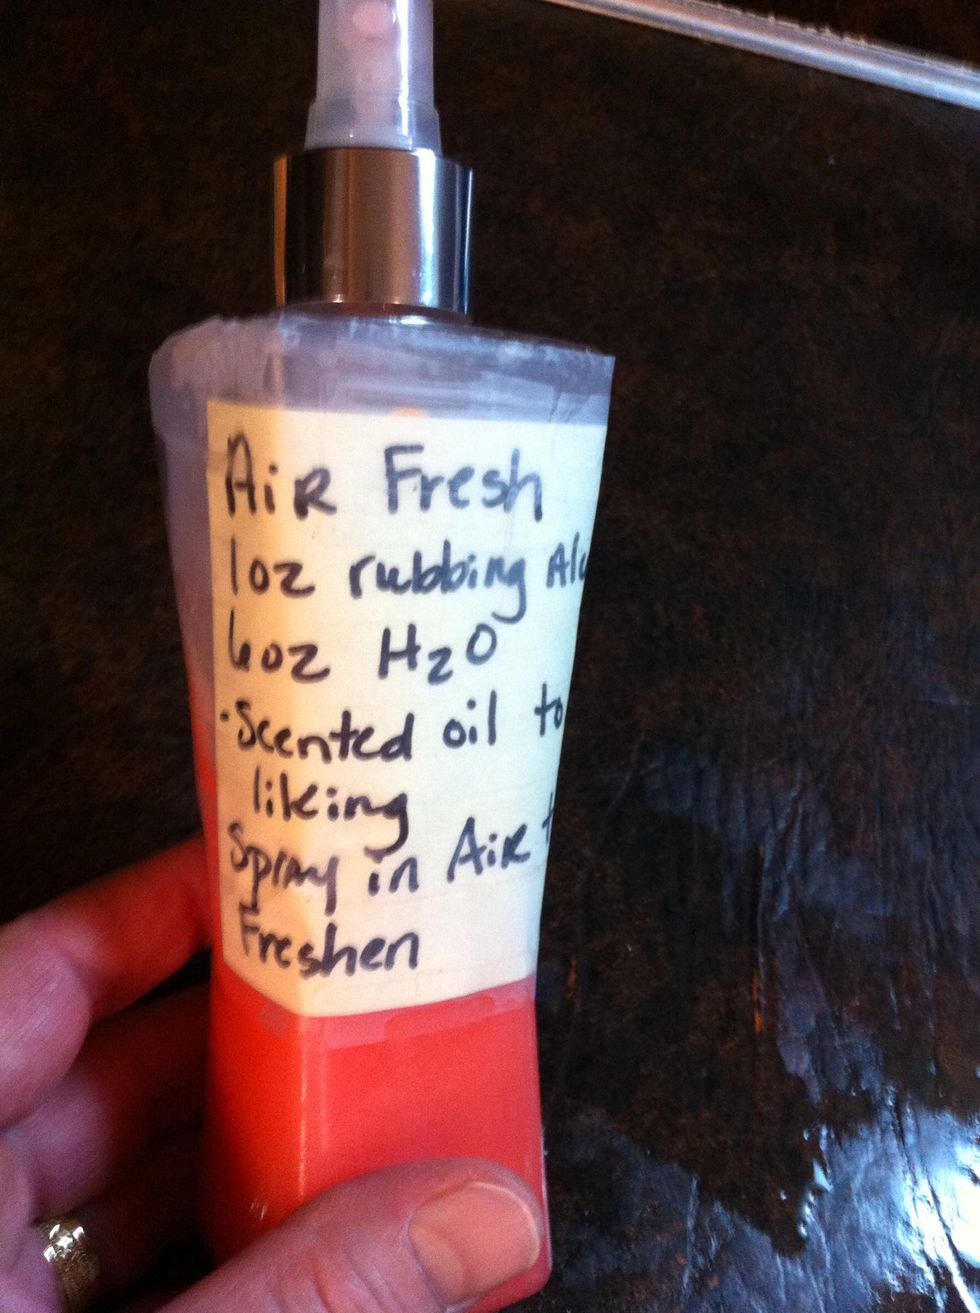 Air Fresh
1oz rubbing Alc
6oz H2O
·Scented oil to
liking
Spray in Air t
Freshen